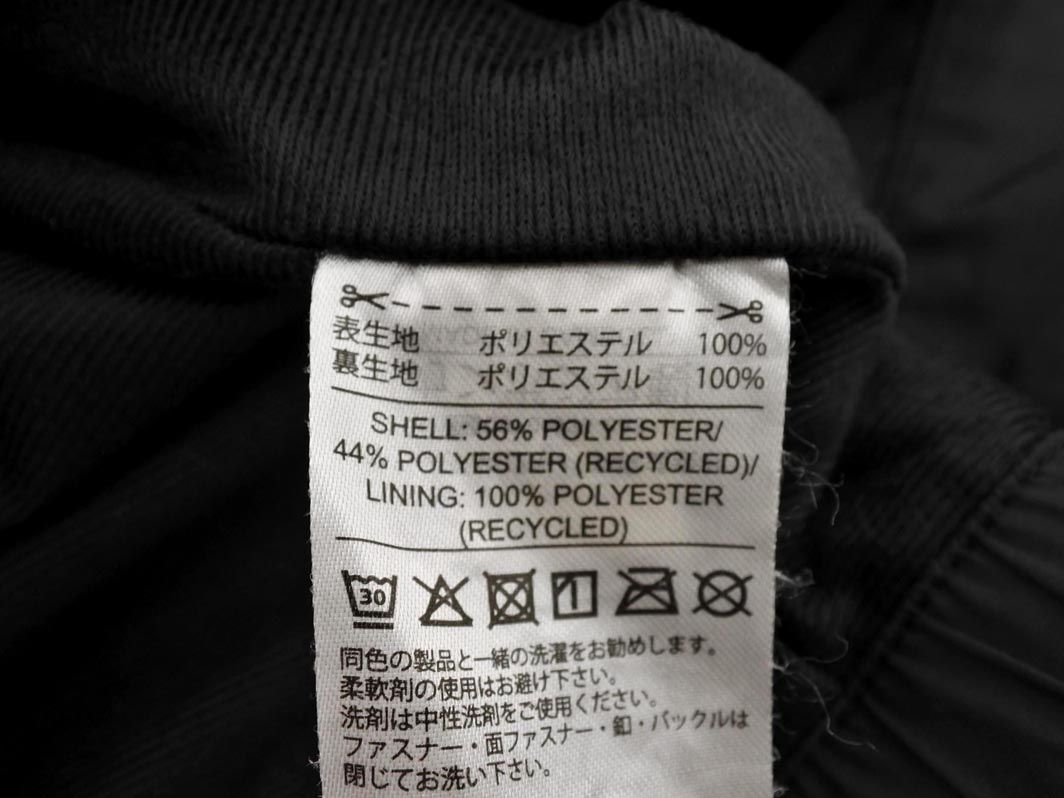 表生地 ポリエステル 100%
裏生地 ポリエステル 100%
SHELL: 56% POLYESTER/
44% POLYESTER (RECYCLED)/
LINING: 100% POLYESTER
(RECYCLED)
30
同色の製品と一緒の洗濯をお勧めします。
柔軟剤の使用はお避け下さい。
洗剤は中性洗剤をご使用ください。
ファスナー・面ファスナー・釦・バックルは
閉じてお洗い下さい。